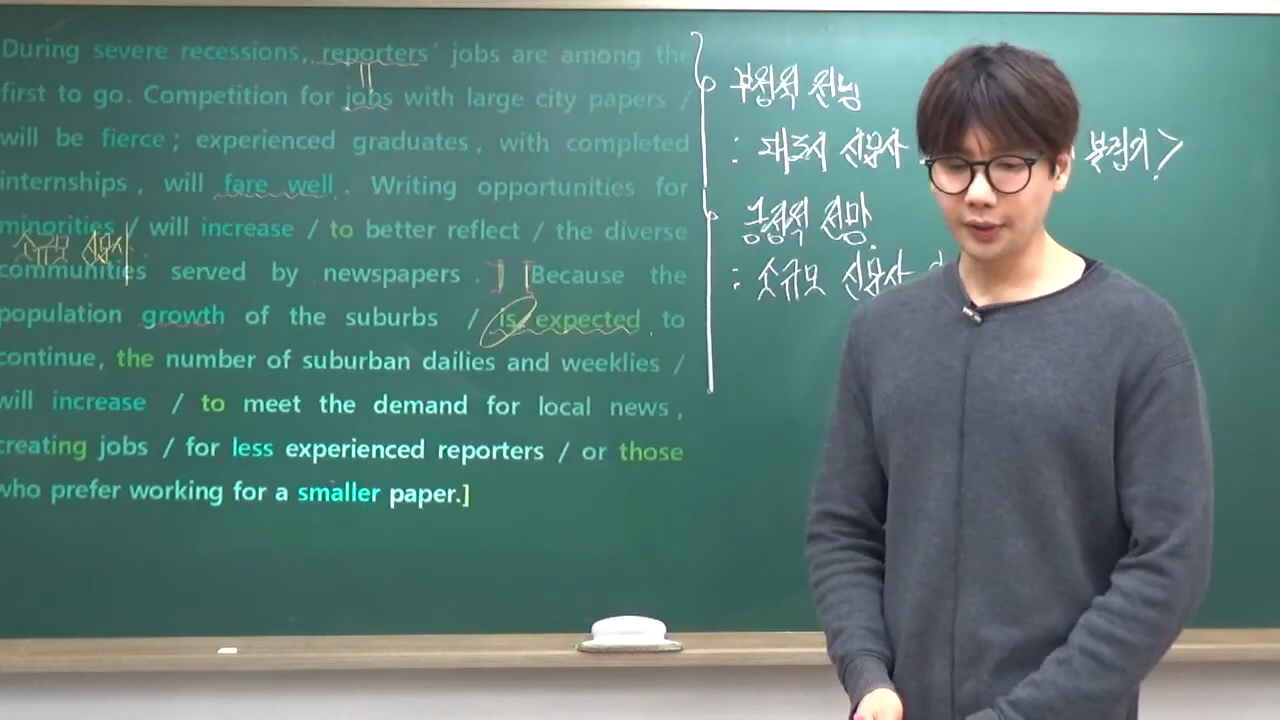 During severe recessions, reporters' jobs are among the
first to go. Competition for jobs with large city papers /
will be fierce ; experienced graduates, with completed
internships, will fare well. Writing opportunities for
minorities / will increase / to better reflect / the diverse
소규모 신문사
communities served by newspapers .] [Because the
population growth of the suburbs / is expected to
continue, the number of suburban dailies and weeklies /
will increase / to meet the demand for local news,
creating jobs / for less experienced reporters / or those
who prefer working for a smaller paper.]
부정적 전망
: 대도시 신문사 불경기>
긍정적 전망.
: 소규모 신문사